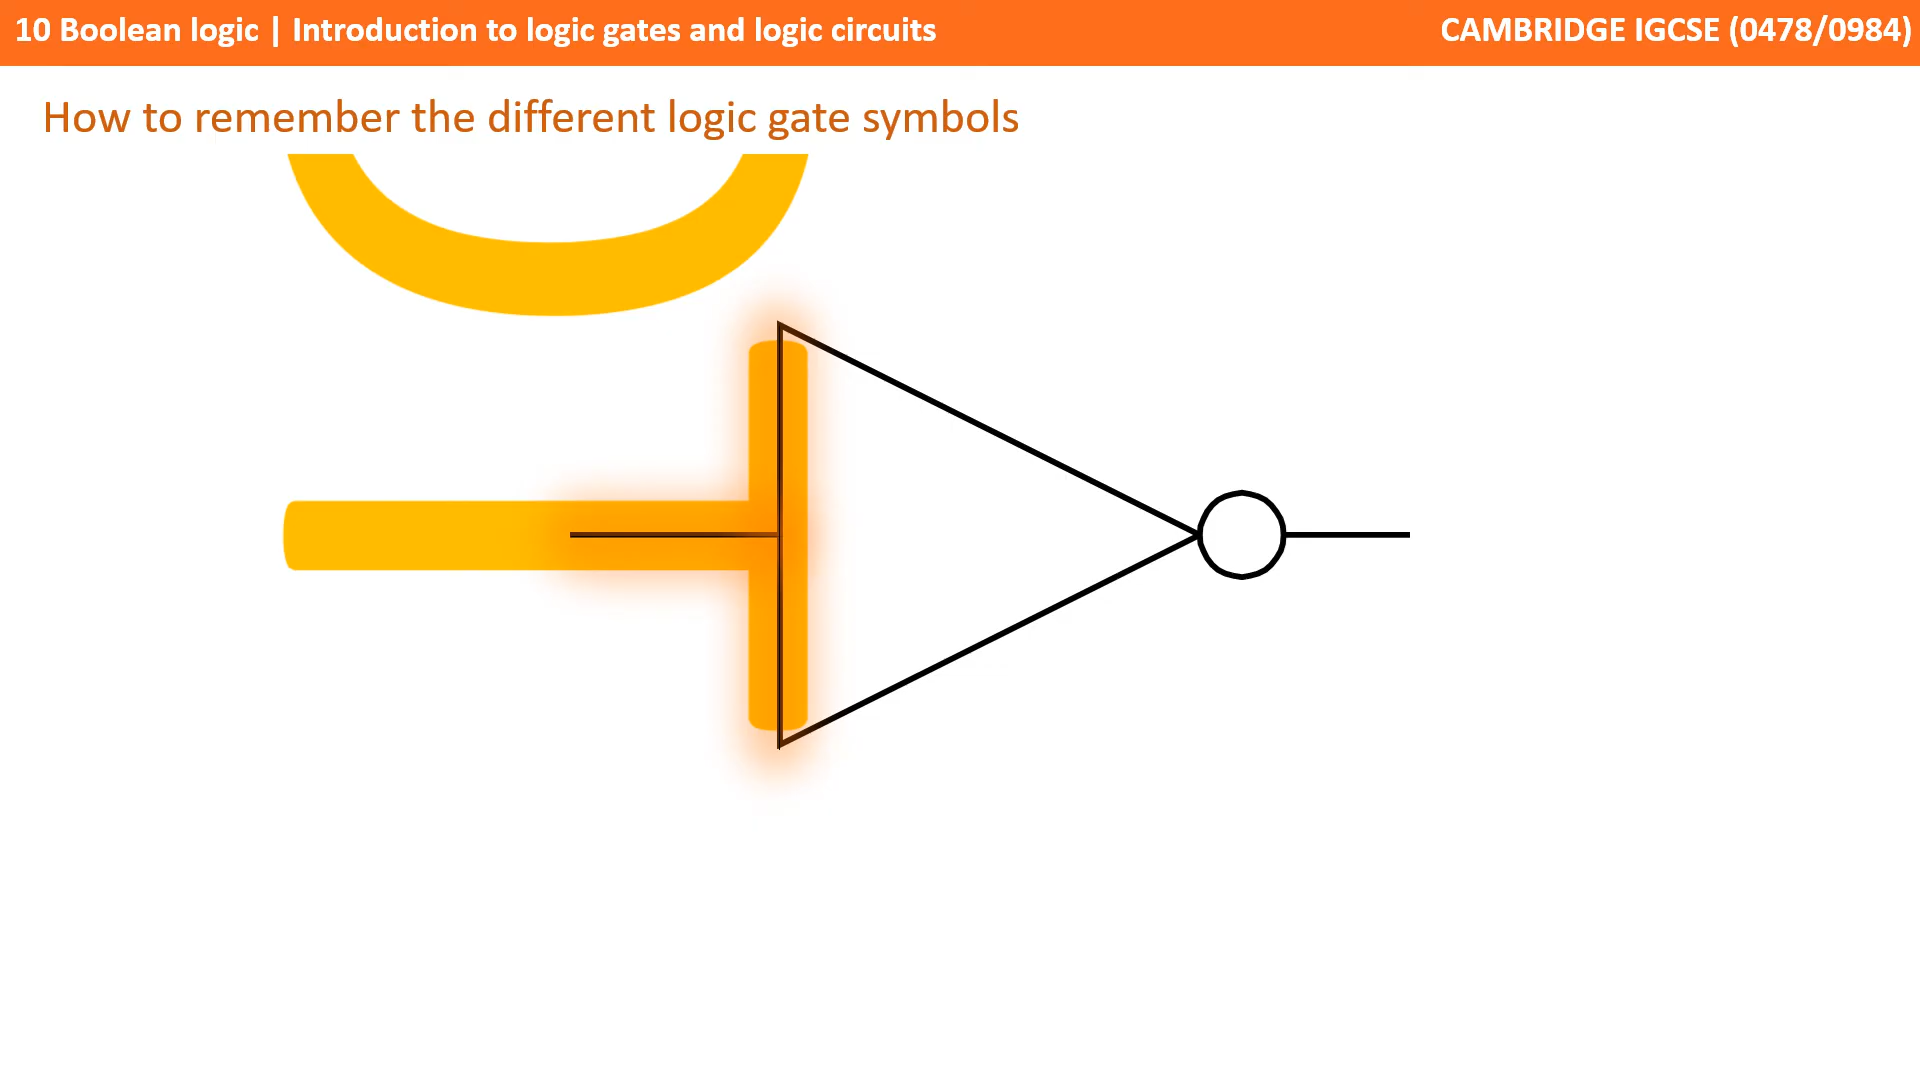 10 Boolean logic | Introduction to logic gates and logic circuits
CAMBRIDGE IGCSE (0478/0984)
How to remember the different logic gate symbols